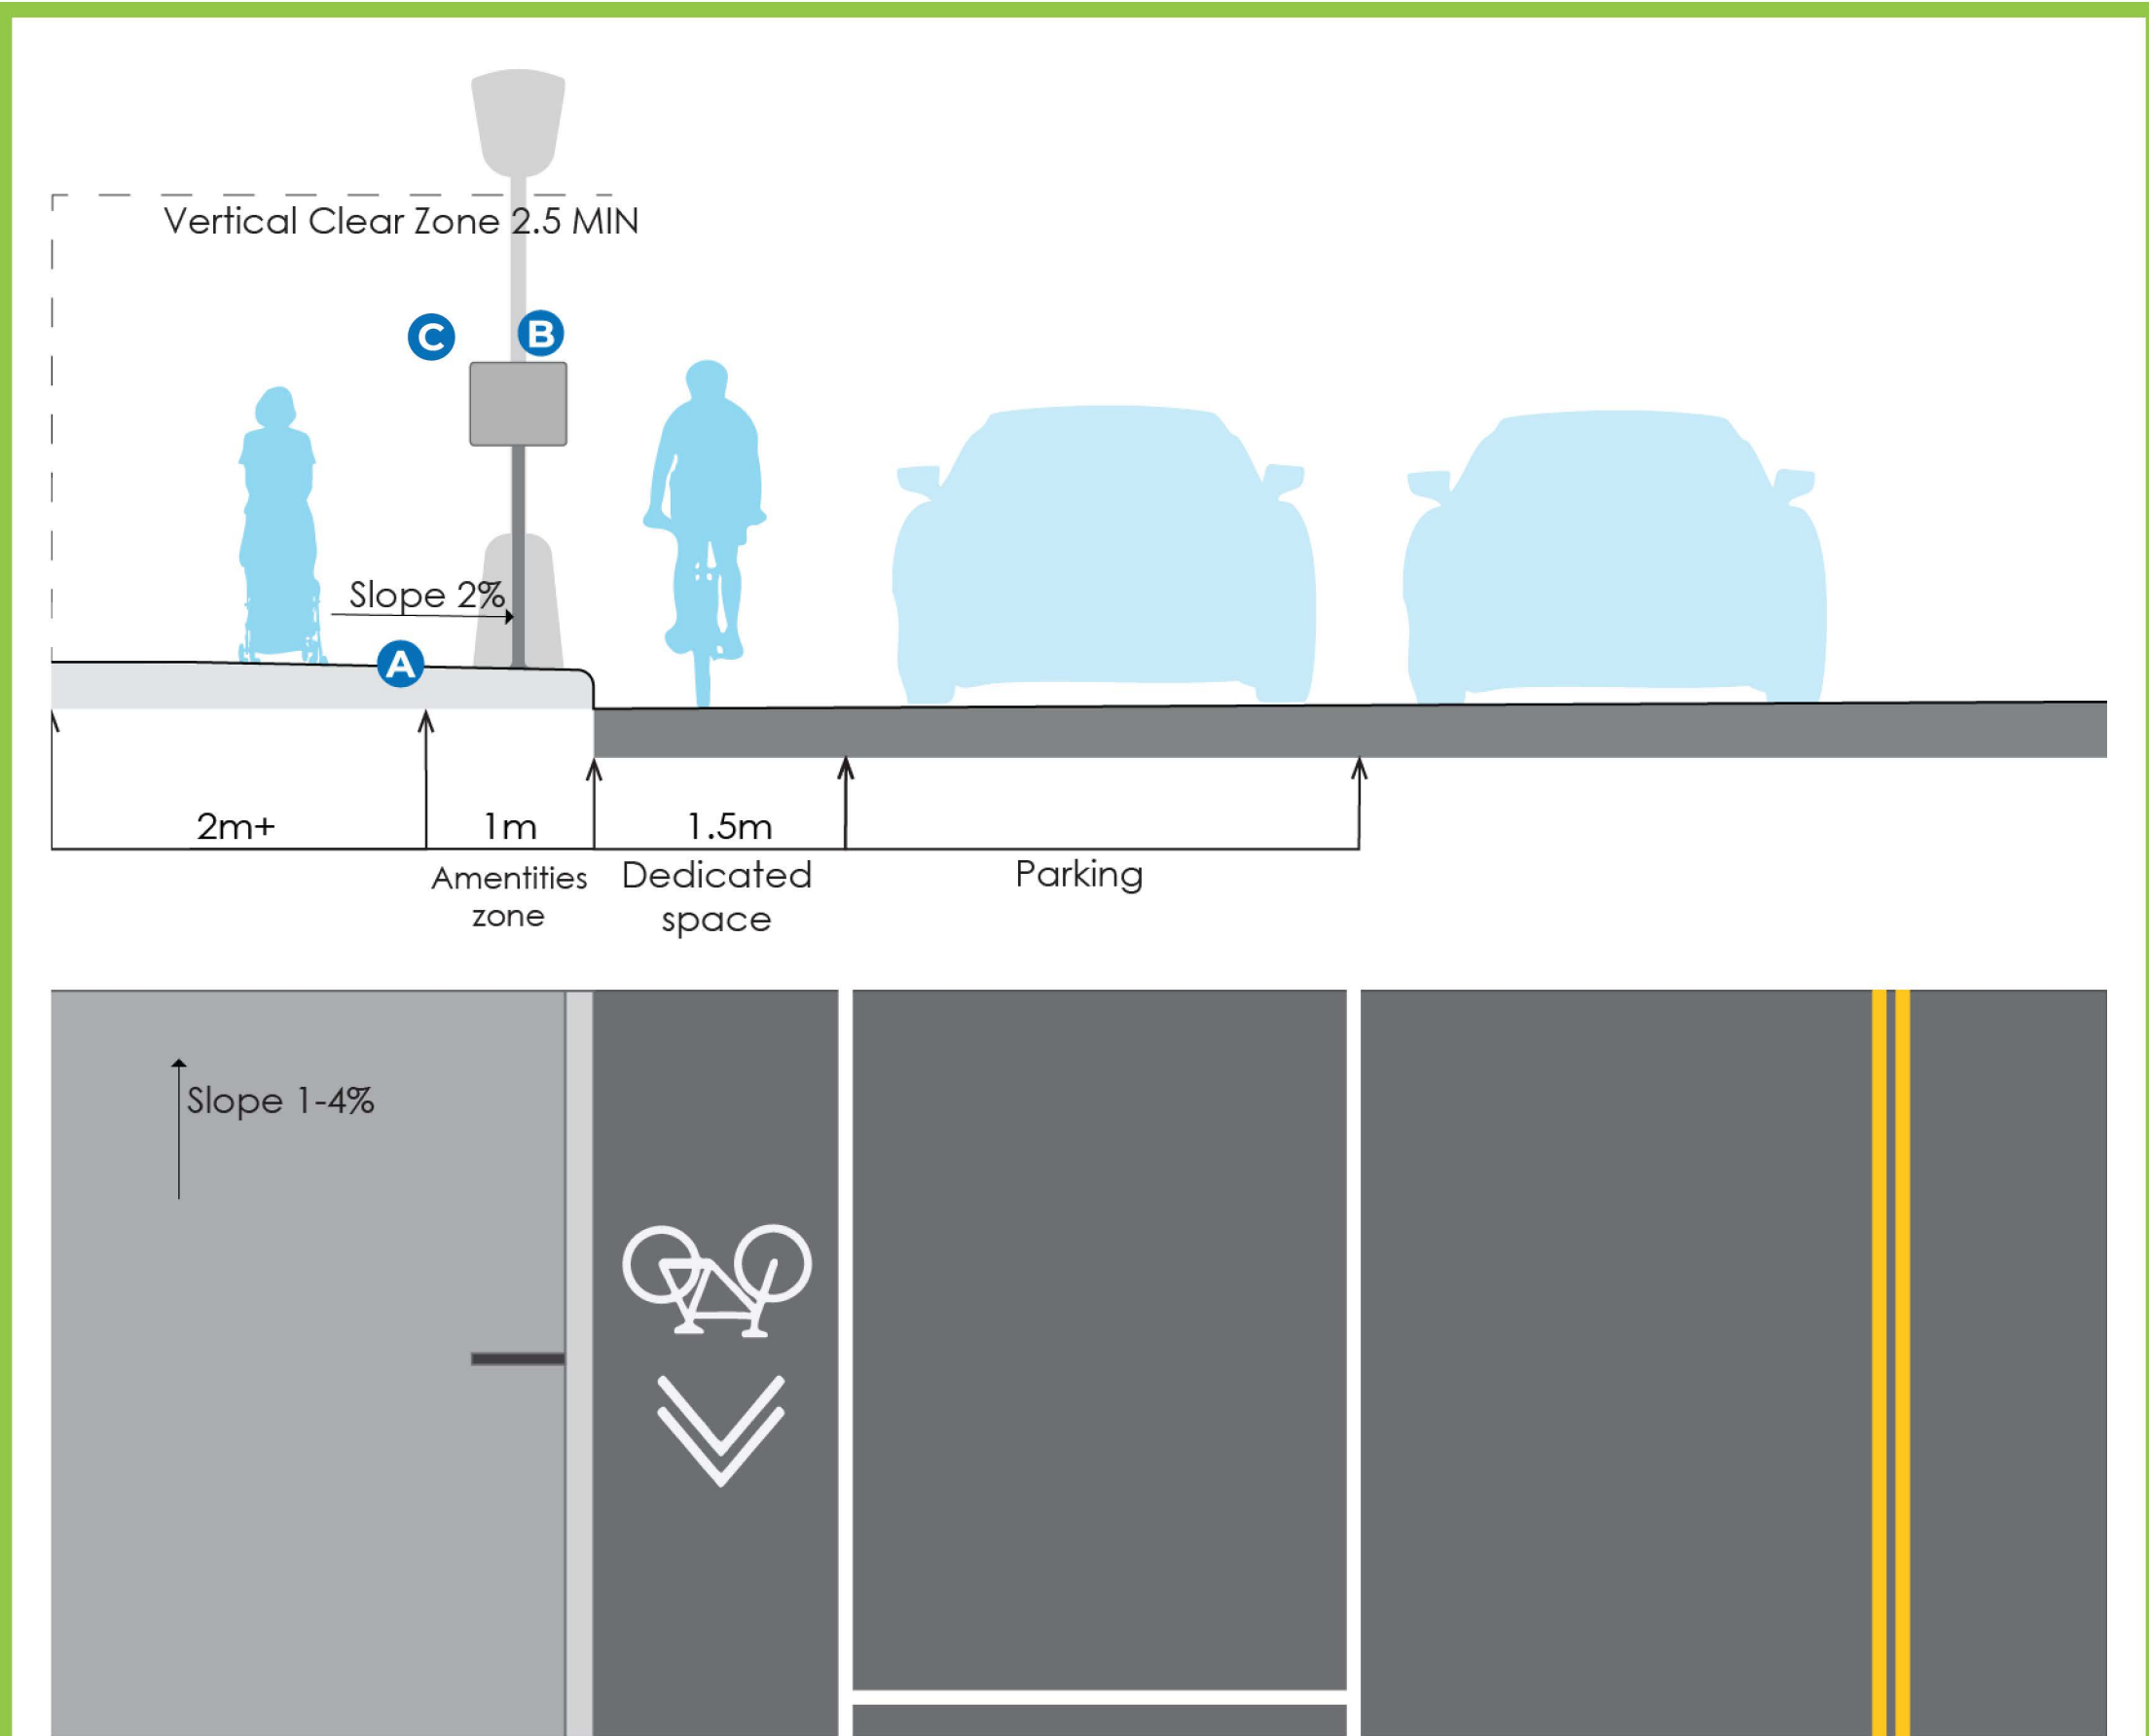 Vertical Clear Zone 2.5 MIN
C
B
Slope 2%
A
2m+
1m
1.5m
Amentities
zone
Dedicated
space
Parking
Slope 1-4%